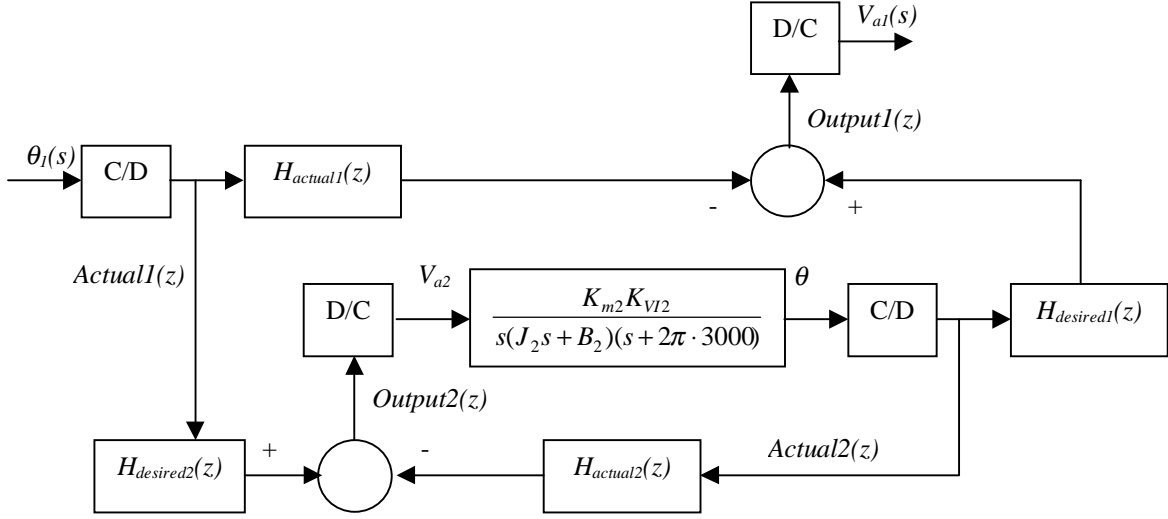 D/C
V_{a1}(s)
Output1(z)
θ_1(s)
C/D
H_{actual1}(z)
-
+
Actual1(z)
V_{a2}
θ
D/C
\frac{K_{m2}K_{VI2}}{s(J_2s+B_2)(s+2π·3000)}
C/D
H_{desired1}(z)
Output2(z)
H_{desired2}(z)
+
-
H_{actual2}(z)
Actual2(z)